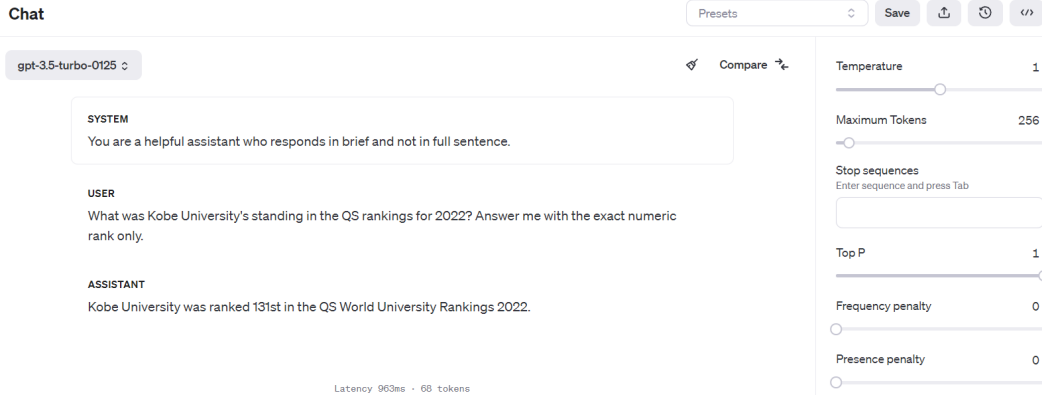 Chat
Presets
Save
gpt-3.5-turbo-0125
Compare
SYSTEM
You are a helpful assistant who responds in brief and not in full sentence.
USER
What was Kobe University's standing in the QS rankings for 2022? Answer me with the exact numeric
rank only.
ASSISTANT
Kobe University was ranked 131st in the QS World University Rankings 2022.
Latency 963ms · 68 tokens
Temperature 1
Maximum Tokens 256
Stop sequences
Enter sequence and press Tab
Top P 1
Frequency penalty 0
Presence penalty 0